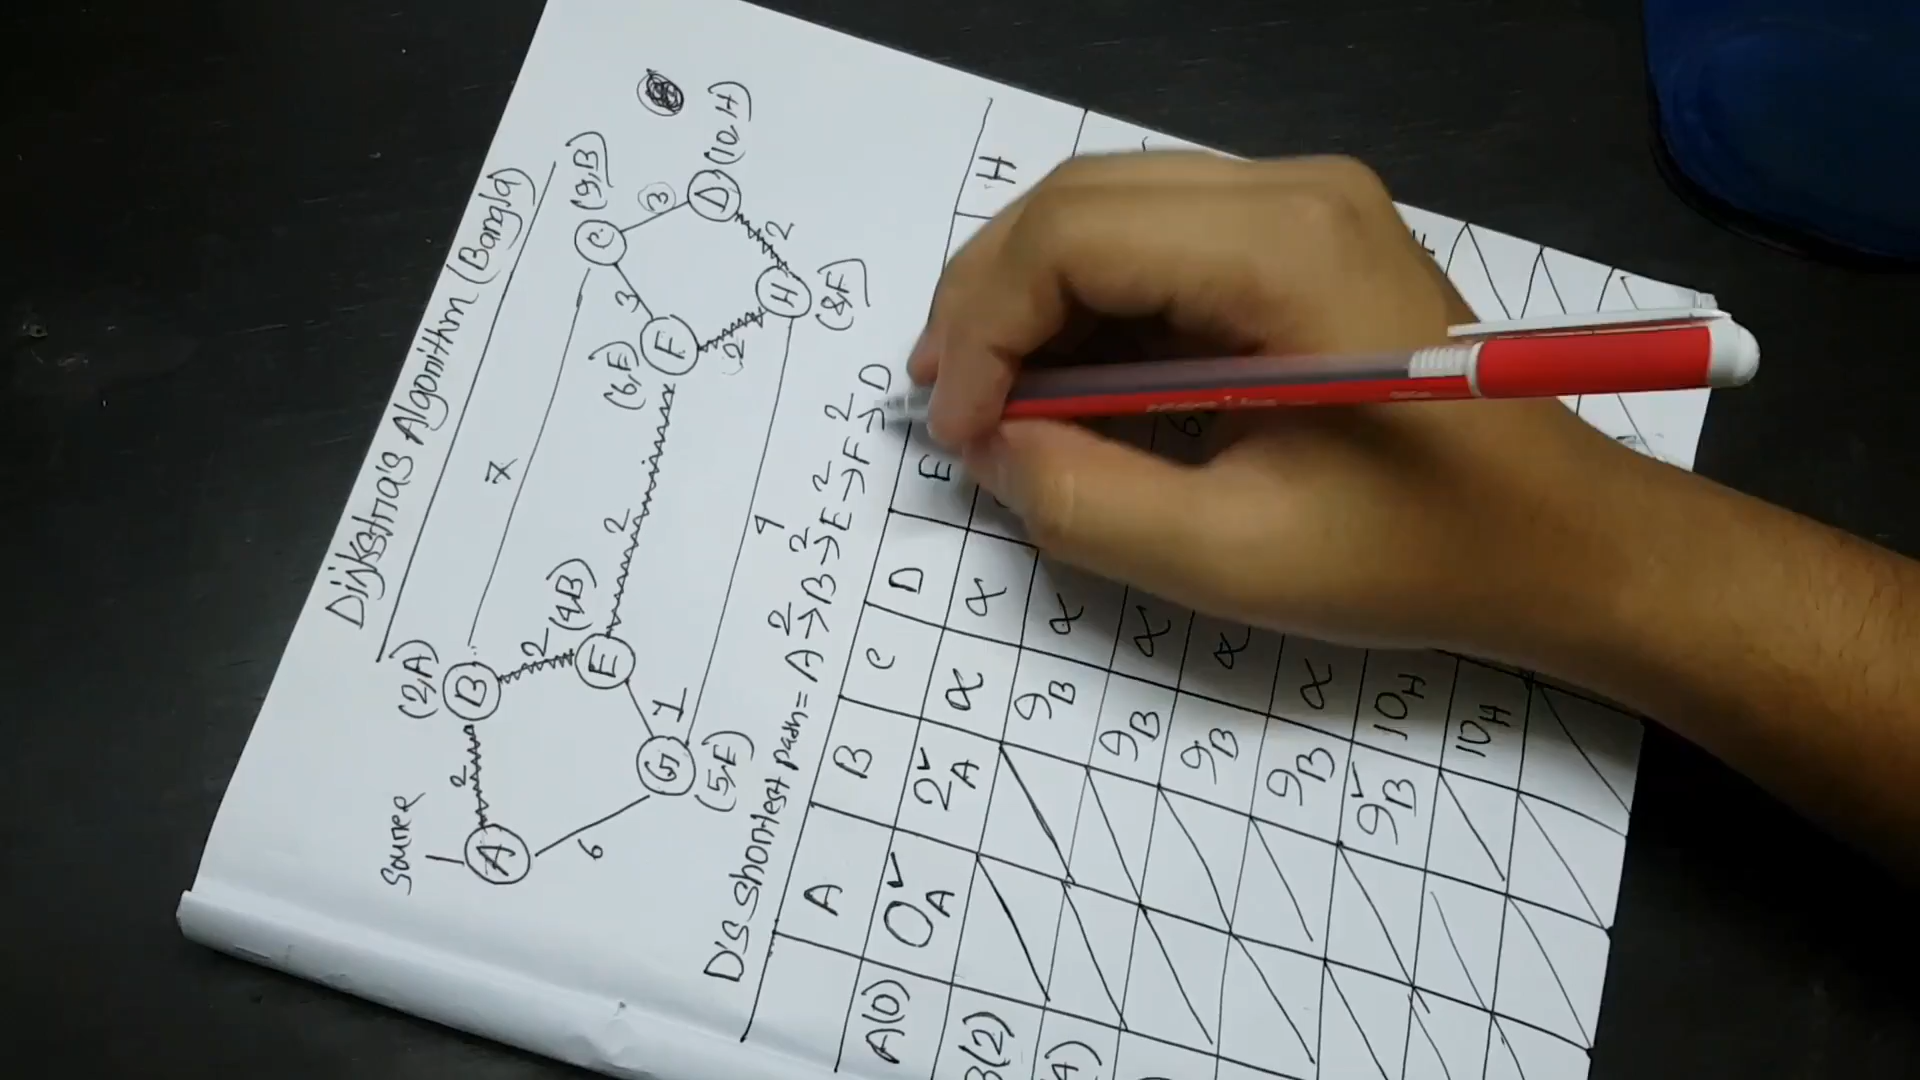 Dijkstra's Algorithm (Bangla)
Source
A
2
(2,A)
B
7
2
(4,B)
E
2
(6,E)
F
3
C
(9,B)
3
D
(10,H)
2
H
(8,F)
2
6
G
1
(5,E)
9
D's shortest path = A → B → E → F → D
2 2 2 2
A B C D E H
A(0) 0A 2A α α
B(2) 9B α
4) 9B α
9B α
9B α
9B 10H
10H